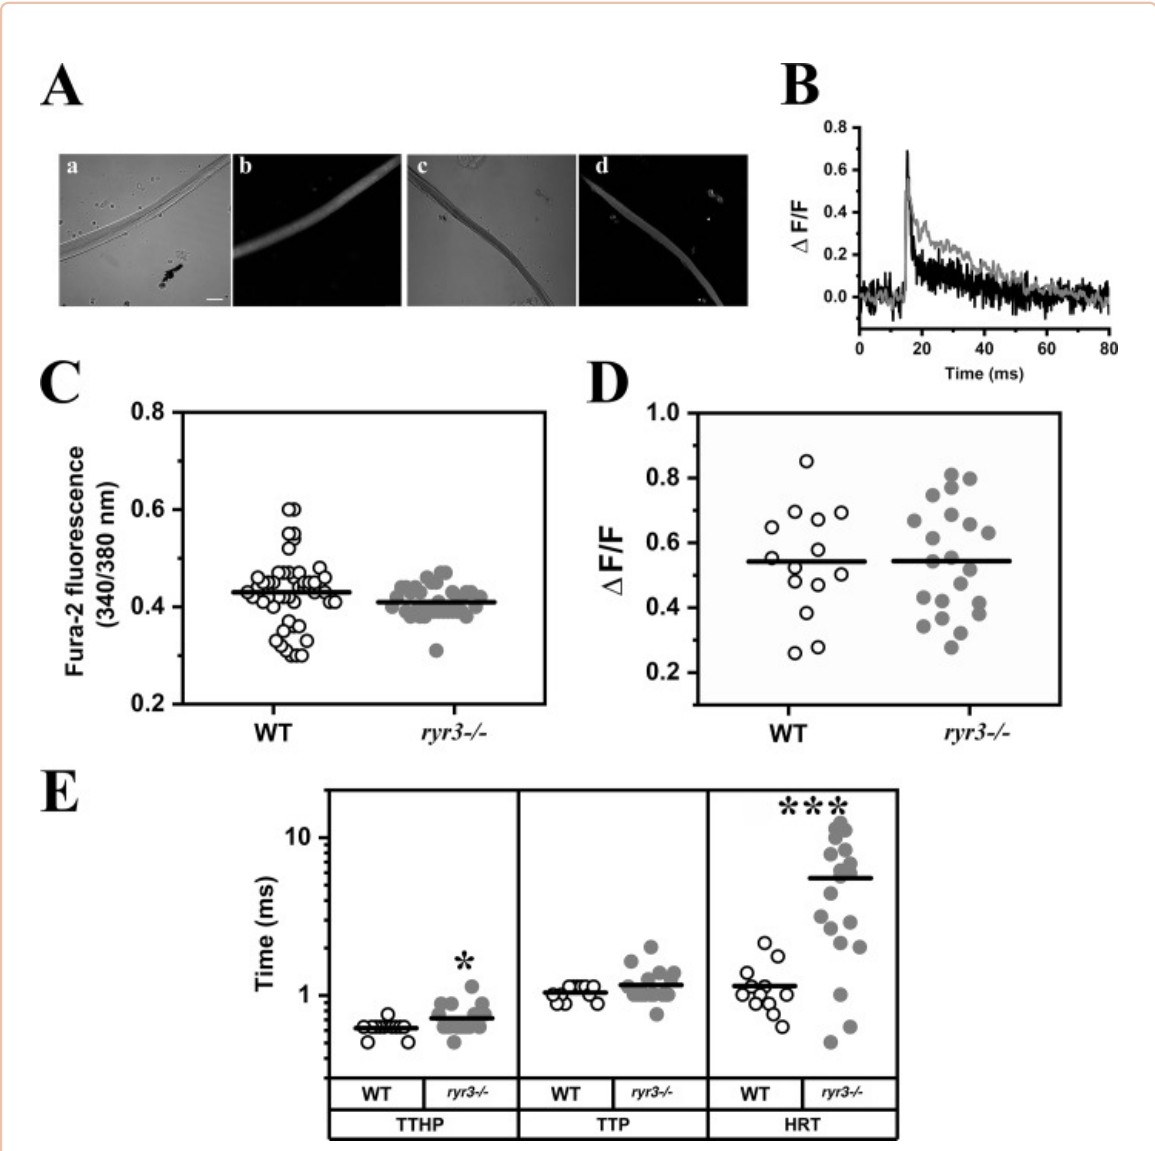 A
B
a
b
c
d
0.8
0.6
0.4
0.2
0.0
Δ F/F
0
20
40
60
80
Time (ms)
C
D
0.8
0.6
0.4
0.2
Fura-2 fluorescence
(340/380 nm)
WT
ryr3-/-
1.0
0.8
0.6
0.4
0.2
Δ F/F
WT
ryr3-/-
E
10
1
Time (ms)
*
***
WT
ryr3-/-
WT
ryr3-/-
WT
ryr3-/-
TTHP
TTP
HRT